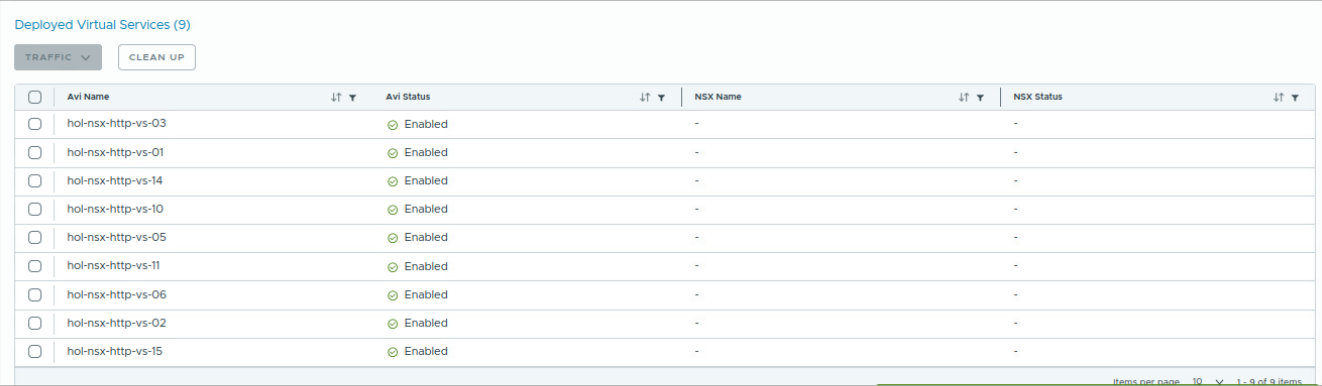 Deployed Virtual Services (9)
TRAFFIC CLEAN UP
Avi Name Avi Status NSX Name NSX Status
hol-nsx-http-vs-03 Enabled - -
hol-nsx-http-vs-01 Enabled - -
hol-nsx-http-vs-14 Enabled - -
hol-nsx-http-vs-10 Enabled - -
hol-nsx-http-vs-05 Enabled - -
hol-nsx-http-vs-11 Enabled - -
hol-nsx-http-vs-06 Enabled - -
hol-nsx-http-vs-02 Enabled - -
hol-nsx-http-vs-15 Enabled - -
Items per page 10 1 - 9 of 9 items